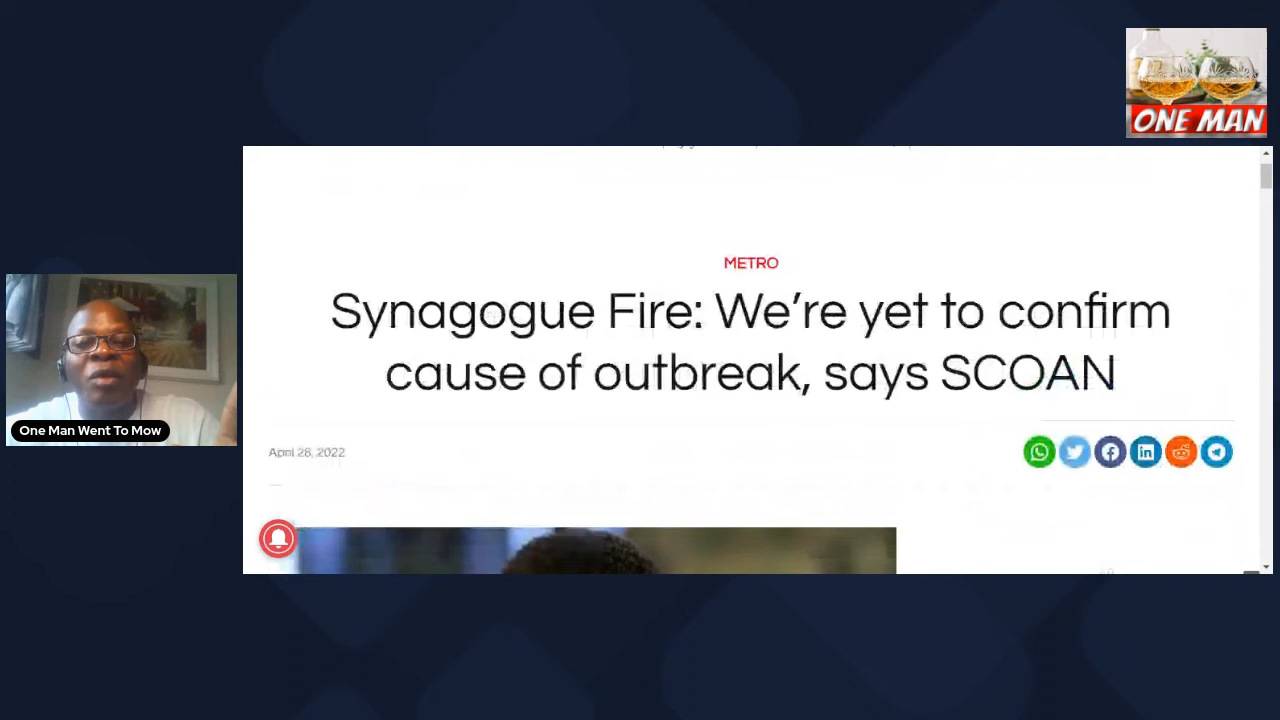 ONE MAN
METRO
Synagogue Fire: We're yet to confirm
cause of outbreak, says SCOAN
April 28, 2022
One Man Went To Mow